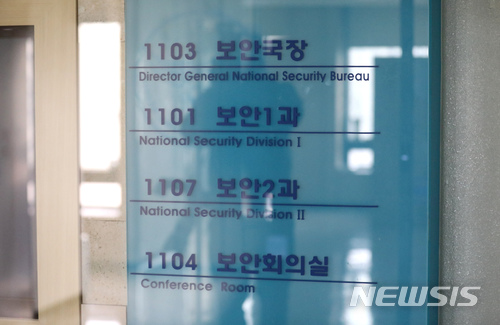 1103 보안국장
Director General National Security Bureau
1101 보안1과
National Security Division Ⅰ
1107 보안2과
National Security Division Ⅱ
1104 보안회의실
Conference Room
NEWSIS